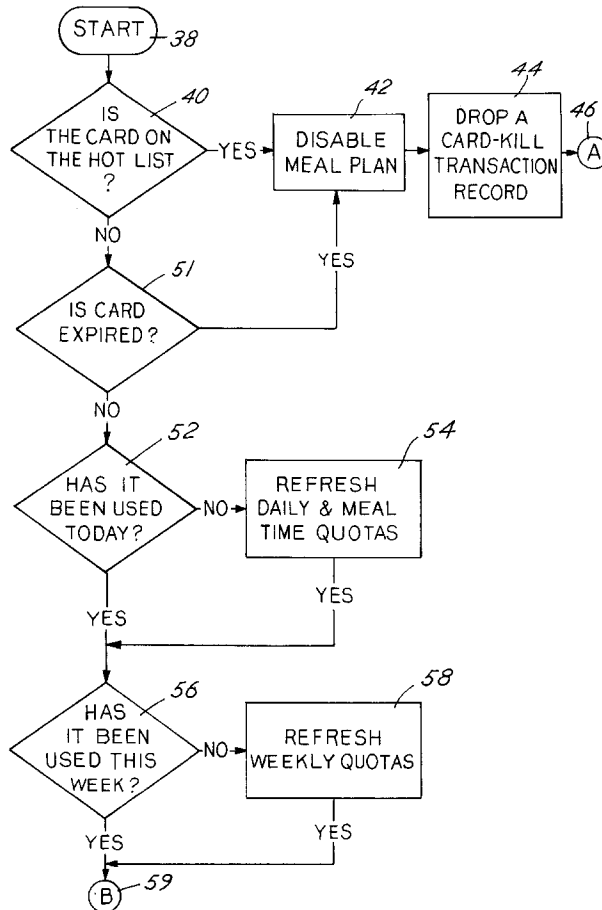 START
38
40
IS
THE CARD ON
THE HOT LIST
?
YES
42
DISABLE
MEAL PLAN
44
DROP A
CARD-KILL
TRANSACTION
RECORD
46
A
NO
51
IS CARD
EXPIRED?
YES
NO
52
HAS IT
BEEN USED
TODAY?
NO
54
REFRESH
DAILY & MEAL
TIME QUOTAS
YES
YES
56
HAS
IT BEEN
USED THIS
WEEK?
NO
58
REFRESH
WEEKLY QUOTAS
YES
YES
B
59